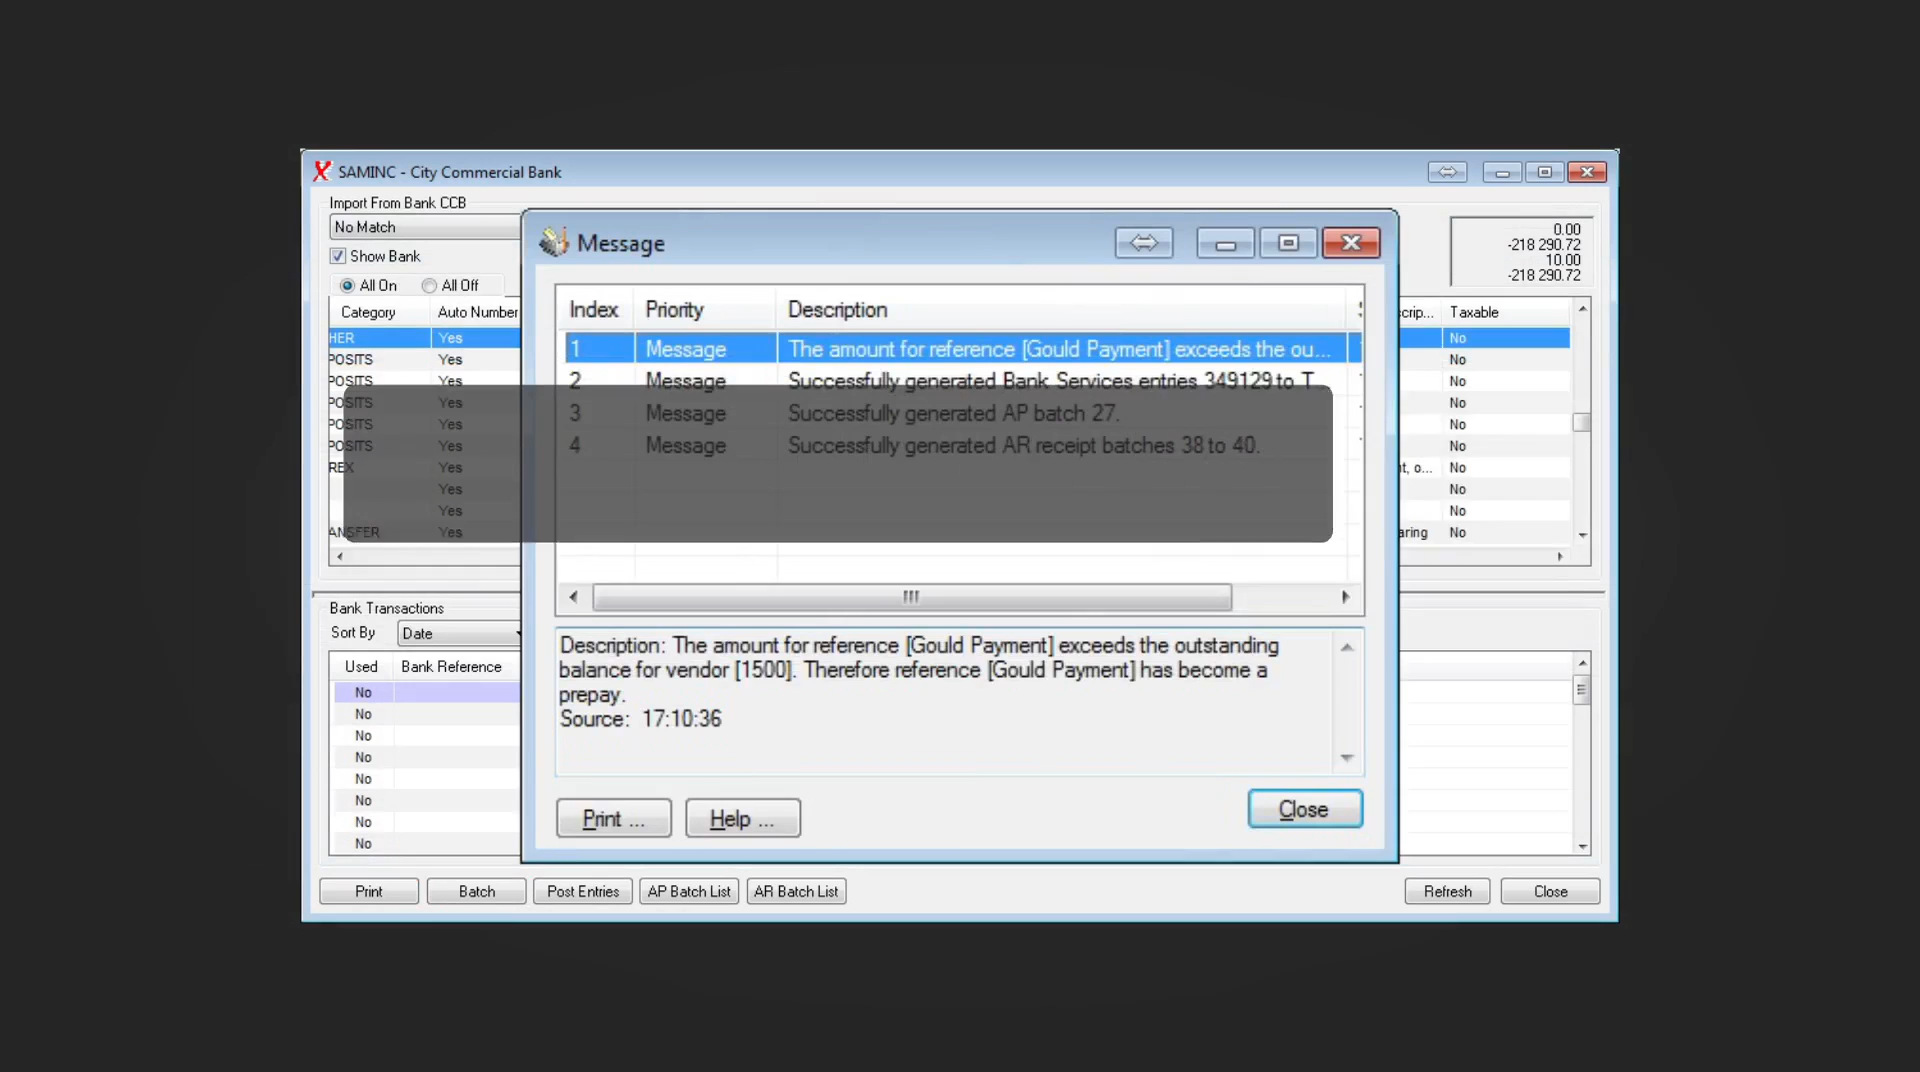 SAMINC - City Commercial Bank
Import From Bank CCB
No Match
Show Bank
All On All Off
0.00
-218 290.72
10.00
-218 290.72
Category Auto Number
HER Yes
POSITS Yes
POSITS Yes
POSITS Yes
POSITS Yes
POSITS Yes
REX Yes
Yes
Yes
ANSFER Yes
scrip... Taxable
No
No
No
No
No
No
nt, o... No
No
No
aring No
Message
Index Priority Description
1 Message The amount for reference [Gould Payment] exceeds the ou...
2 Message Successfully generated Bank Services entries 349129 to T
3 Message Successfully generated AP batch 27.
4 Message Successfully generated AR receipt batches 38 to 40.
Description: The amount for reference [Gould Payment] exceeds the outstanding
balance for vendor [1500]. Therefore reference [Gould Payment] has become a
prepay.
Source: 17:10:36
Print ... Help ... Close
Bank Transactions
Sort By Date
Used Bank Reference
No
No
No
No
No
No
No
No
Print Batch Post Entries AP Batch List AR Batch List Refresh Close